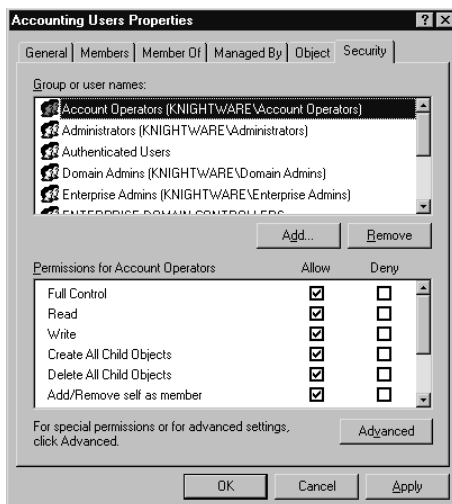 Accounting Users Properties
General Members Member Of Managed By Object Security
Group or user names:
Account Operators (KNIGHTWARE\Account Operators)
Administrators (KNIGHTWARE\Administrators)
Authenticated Users
Domain Admins (KNIGHTWARE\Domain Admins)
Enterprise Admins (KNIGHTWARE\Enterprise Admins)
ENTERPRISE DOMAIN CONTROLLERS
Add... Remove
Permissions for Account Operators Allow Deny
Full Control
Read
Write
Create All Child Objects
Delete All Child Objects
Add/Remove self as member
For special permissions or for advanced settings,
click Advanced.
Advanced
OK Cancel Apply